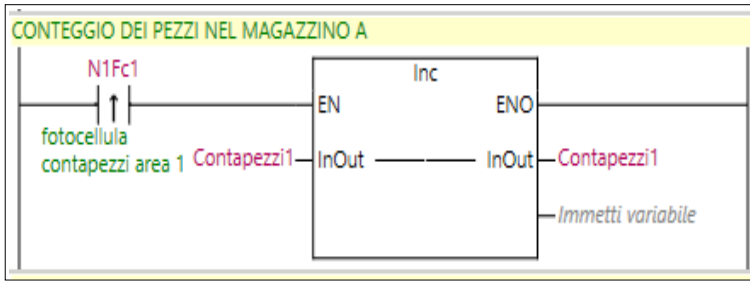 CONTEGGIO DEI PEZZI NEL MAGAZZINO A
N1Fc1
Inc
EN
ENO
fotocellula
contapezzi area 1
Contapezzi1
InOut
InOut
Contapezzi1
Immetti variabile